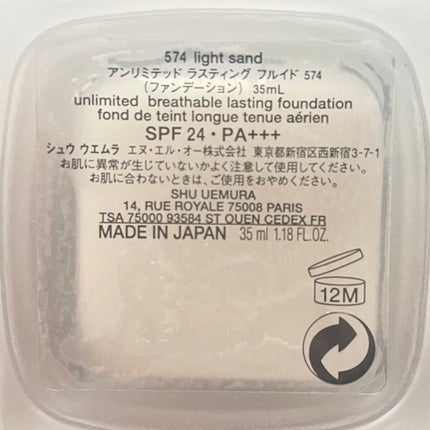 574 light sand
アンリミテッド ラスティング フルイド 574
（ファンデーション） 35mL
unlimited breathable lasting foundation
fond de teint longue tenue aérien
SPF 24・PA+++
シュウ ウエムラ エヌ・エル・オー株式会社 東京都新宿区西新宿3-7-1
お肌に異常が生じていないかよく注意して使用してください。
お肌に合わないときは、ご使用をおやめください。
SHU UEMURA
14, RUE ROYALE 75008 PARIS
TSA 75000 93584 ST OUEN CEDEX FR
MADE IN JAPAN 35 ml 1.18 FL.OZ.
12M